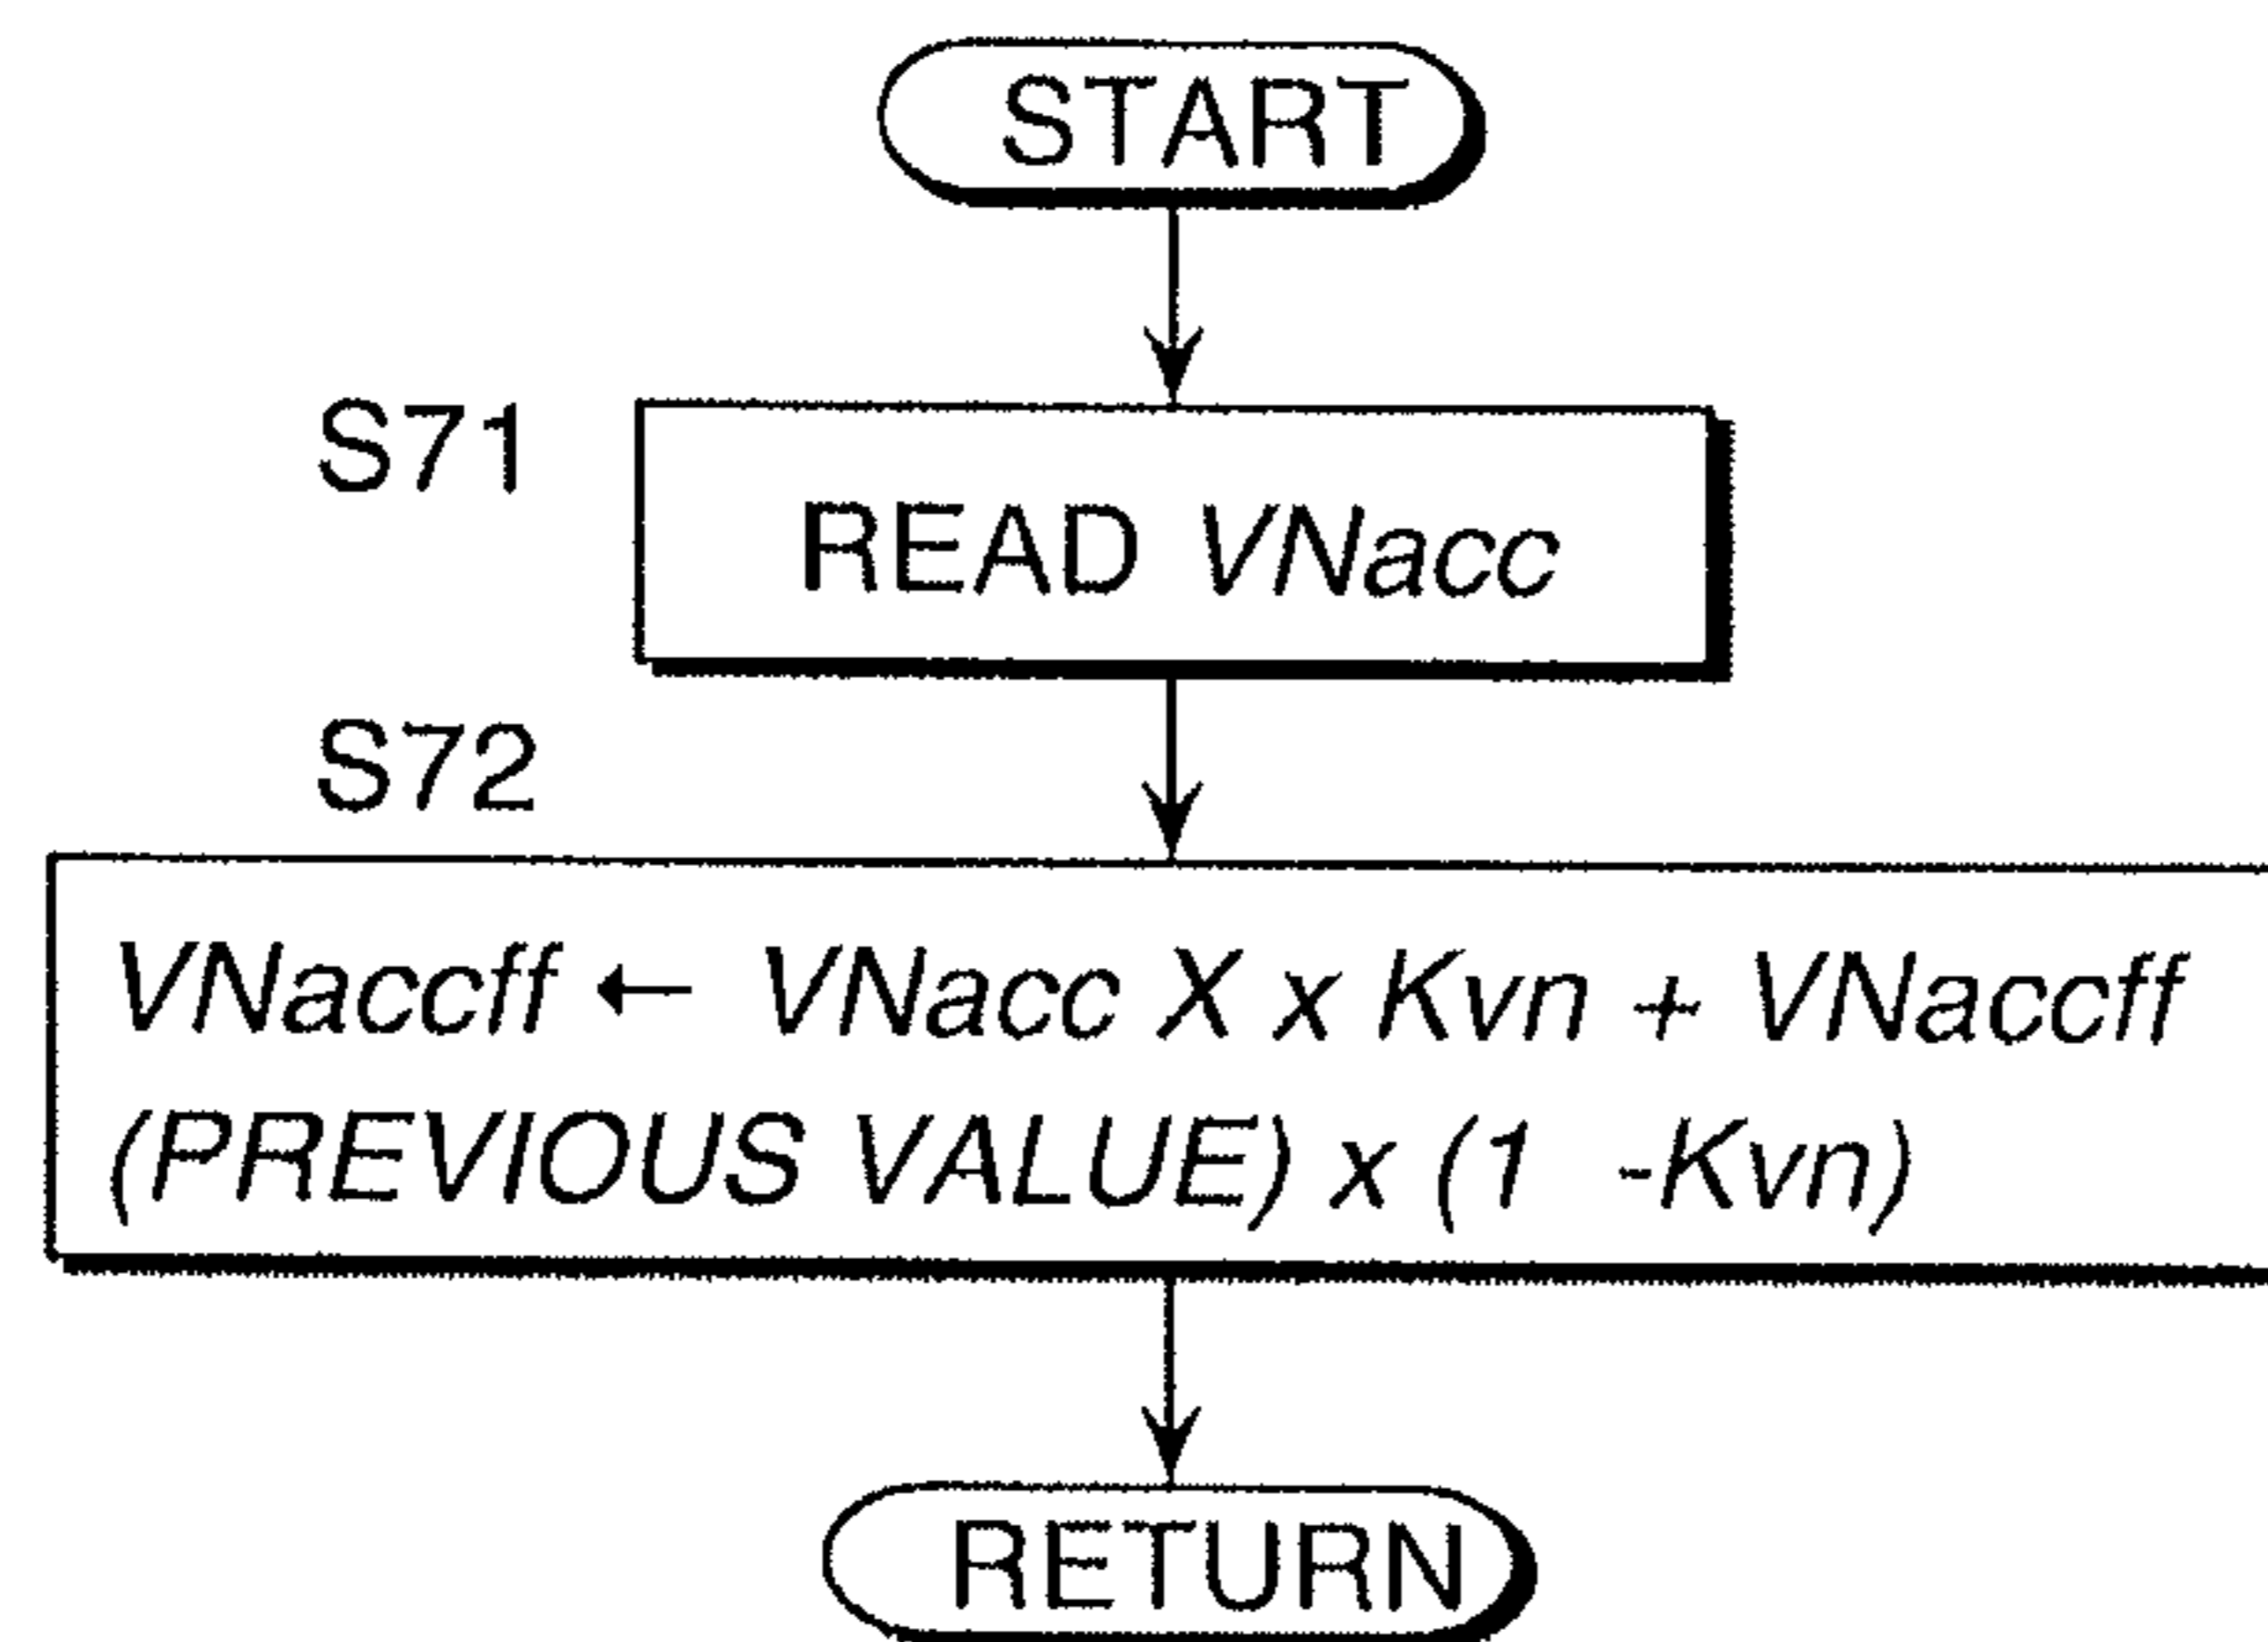 START
S71
READ VNacc
S72
VNaccff ← VNacc X x Kvn + VNaccff
(PREVIOUS VALUE) x (1 -Kvn)
RETURN